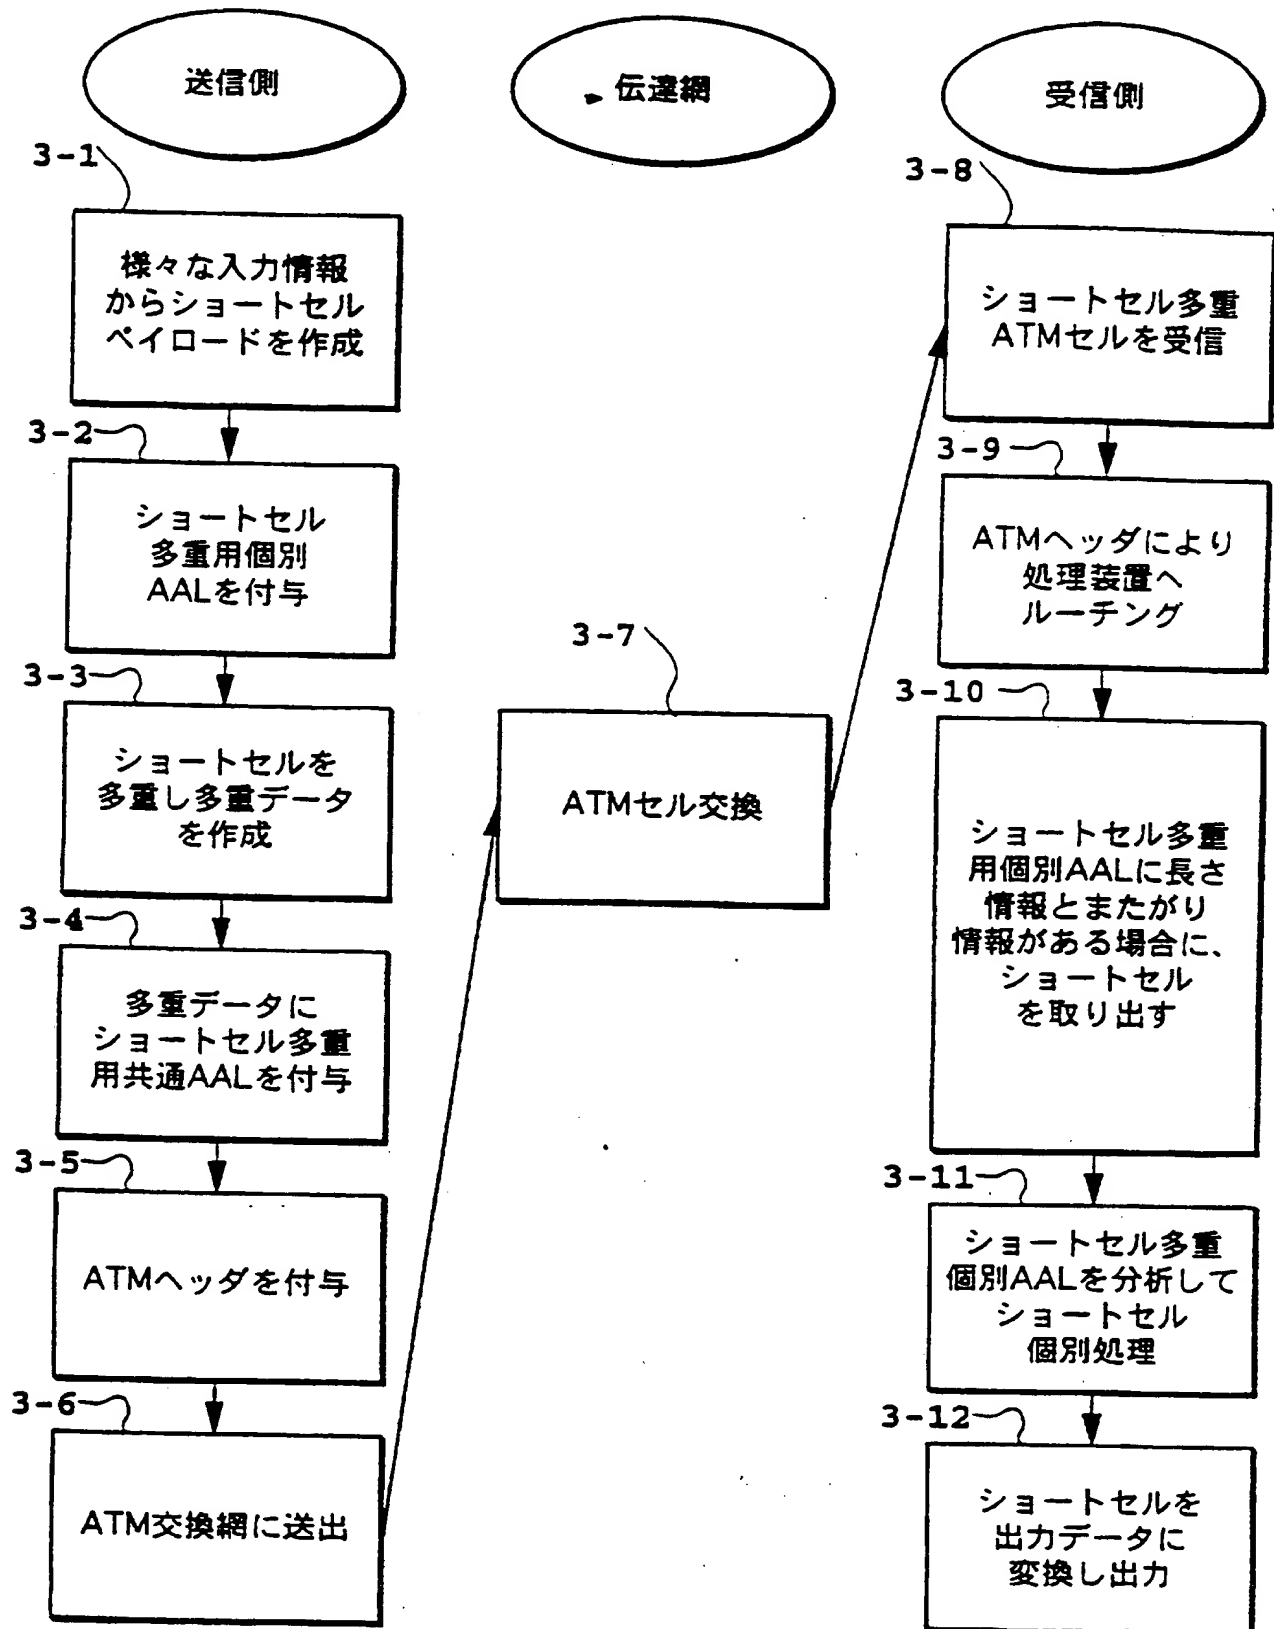 送信側
伝達網
受信側
3-1
様々な入力情報
からショートセル
ペイロードを作成
3-2
ショートセル
多重用個別
AALを付与
3-3
ショートセルを
多重し多重データ
を作成
3-4
多重データに
ショートセル多重
用共通AALを付与
3-5
ATMヘッダを付与
3-6
ATM交換網に送出
3-7
ATMセル交換
3-8
ショートセル多重
ATMセルを受信
3-9
ATMヘッダにより
処理装置へ
ルーチング
3-10
ショートセル多重
用個別AALに長さ
情報とまたがり
情報がある場合に、
ショートセル
を取り出す
3-11
ショートセル多重
個別AALを分析して
ショートセル
個別処理
3-12
ショートセルを
出力データに
変換し出力